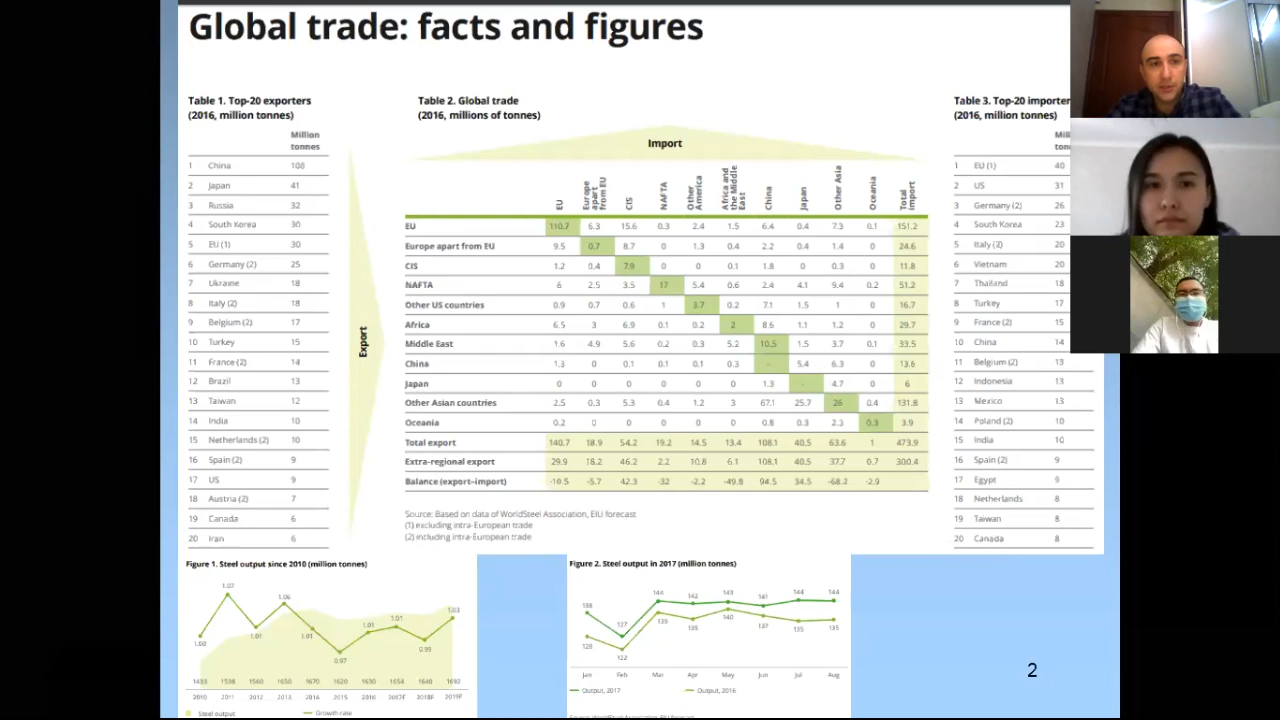 Global trade: facts and figures
Table 1. Top-20 exporters
(2016, million tonnes)
Million
tonnes
1 China 108
2 Japan 41
3 Russia 32
4 South Korea 30
5 EU (1) 30
6 Germany (2) 25
7 Ukraine 18
8 Italy (2) 18
9 Belgium (2) 17
10 Turkey 15
11 France (2) 14
12 Brazil 13
13 Taiwan 12
14 India 10
15 Netherlands (2) 10
16 Spain (2) 9
17 US 9
18 Austria (2) 7
19 Canada 6
20 Iran 6
Table 2. Global trade
(2016, millions of tonnes)
Import
Export
EU Europe apart from EU CIS NAFTA Other America Africa and the Middle East China Japan Other Asia Oceania Total import
EU 110.7 6.3 15.6 0.3 2.4 1.5 6.4 0.4 7.3 0.1 151.2
Europe apart from EU 9.5 0.7 8.7 0 1.3 0.4 2.2 0.4 1.4 0 24.6
CIS 1.2 0.4 7.9 0 0 0.1 1.8 0 0.3 0 11.8
NAFTA 6 2.5 3.5 17 5.4 0.6 2.4 4.1 9.4 0.2 51.2
Other US countries 0.9 0.7 0.6 1 3.7 0.2 7.1 1.5 1 0 16.7
Africa 6.5 3 6.9 0.1 0.2 2 8.6 1.1 1.2 0 29.7
Middle East 1.6 4.9 5.6 0.2 0.3 5.2 10.5 1.5 3.7 0.1 33.5
China 1.3 0 0.1 0.1 0.1 0.3 - 5.4 6.3 0 13.6
Japan 0 0 0 0 0 0 1.3 - 4.7 0 6
Other Asian countries 2.5 0.3 5.3 0.4 1.2 3 67.1 25.7 26 0.4 131.8
Oceania 0.2 0 0 0 0 0 0.8 0.3 2.3 0.3 3.9
Total export 140.7 18.9 54.2 19.2 14.5 13.4 108.1 40.5 63.6 1 473.9
Extra-regional export 29.9 18.2 46.2 2.2 10.8 6.1 108.1 40.5 37.7 0.7 300.4
Balance (export–import) -10.5 -5.7 42.3 -32 -2.2 -49.8 94.5 34.5 -68.2 -2.9
Source: Based on data of WorldSteel Association, EIU forecast
(1) excluding intra-European trade
(2) including intra-European trade
Table 3. Top-20 importer
(2016, million tonnes)
1 EU (1) 40
2 US 31
3 Germany (2) 26
4 South Korea 23
5 Italy (2) 20
6 Vietnam 20
7 Thailand 18
8 Turkey 17
9 France (2) 15
10 China 14
11 Belgium (2) 13
12 Indonesia 13
13 Mexico 13
14 Poland (2) 10
15 India 10
16 Spain (2) 9
17 Egypt 9
18 Netherlands 8
19 Taiwan 8
20 Canada 8
Figure 1. Steel output since 2010 (million tonnes)
1.00 1.07 1.01 1.06 1.01 0.97 1.01 1.01 0.99 1.03
1433 1538 1560 1650 1670 1620 1630 1654 1640 1692
2010 2011 2012 2013 2014 2015 2016 2017F 2018F 2019F
Steel output Growth rate
Figure 2. Steel output in 2017 (million tonnes)
138 127 144 142 143 141 144 144
128 122 139 135 140 137 135 135
Jan Feb Mar Apr May Jun Jul Aug
Output, 2017 Output, 2016
2